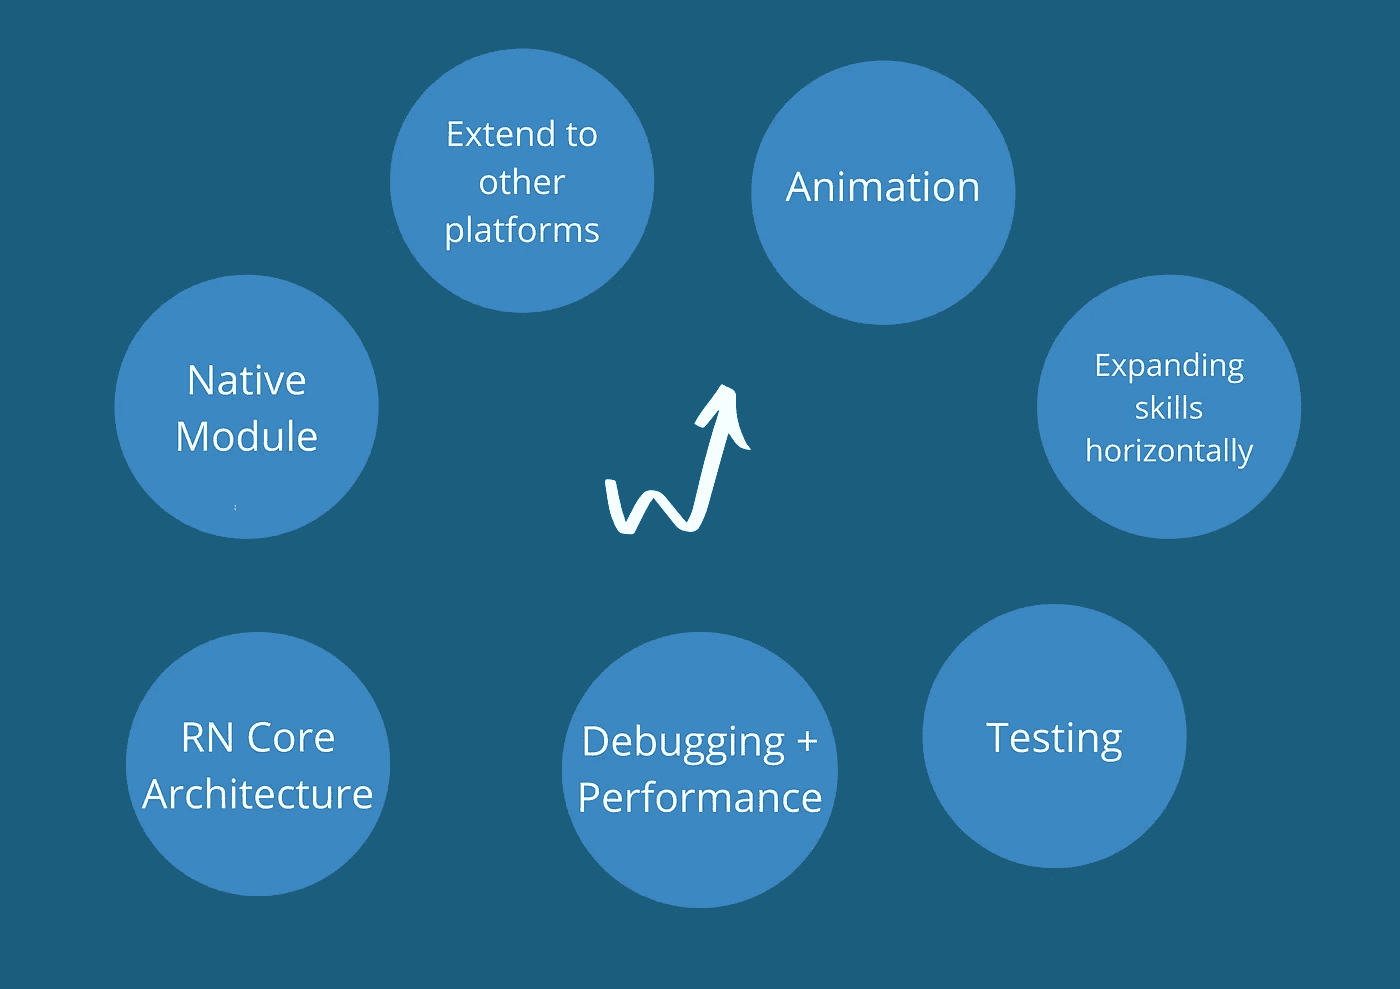 Extend to
other
platforms
Animation
Native
Module
Expanding
skills
horizontally
RN Core
Architecture
Debugging +
Performance
Testing